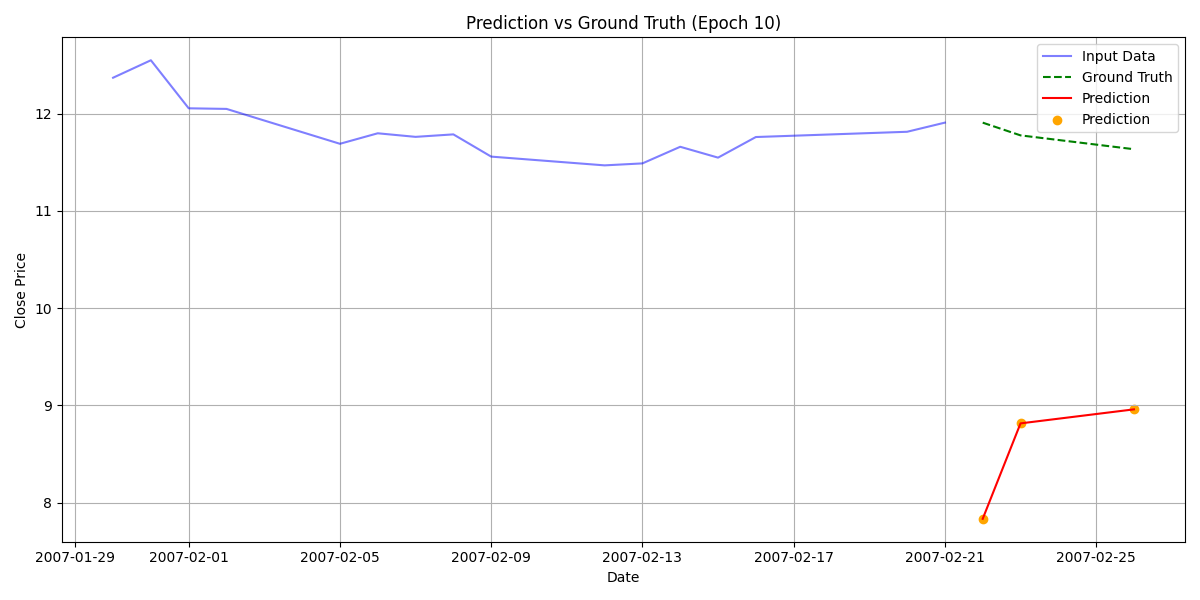 Prediction vs Ground Truth (Epoch 10)
Input Data
Ground Truth
Prediction
Prediction
Close Price
12
11
10
9
8
2007-01-29 2007-02-01 2007-02-05 2007-02-09 2007-02-13 2007-02-17 2007-02-21 2007-02-25
Date